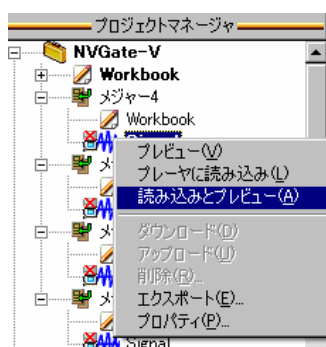 プロジェクトマネージャ
NVGate-V
Workbook
メジャー4
Workbook
プレビュー(V)
プレーヤに読み込み(L)
読み込みとプレビュー(A)
ダウンロード(D)
アップロード(U)
削除(R)...
エクスポート(E)...
プロパティ(P)...
Signal